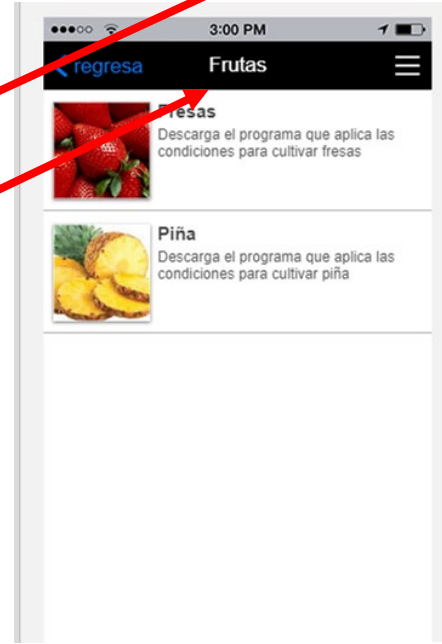 3:00 PM
regresa Frutas
Fresas
Descarga el programa que aplica las
condiciones para cultivar fresas
Piña
Descarga el programa que aplica las
condiciones para cultivar piña